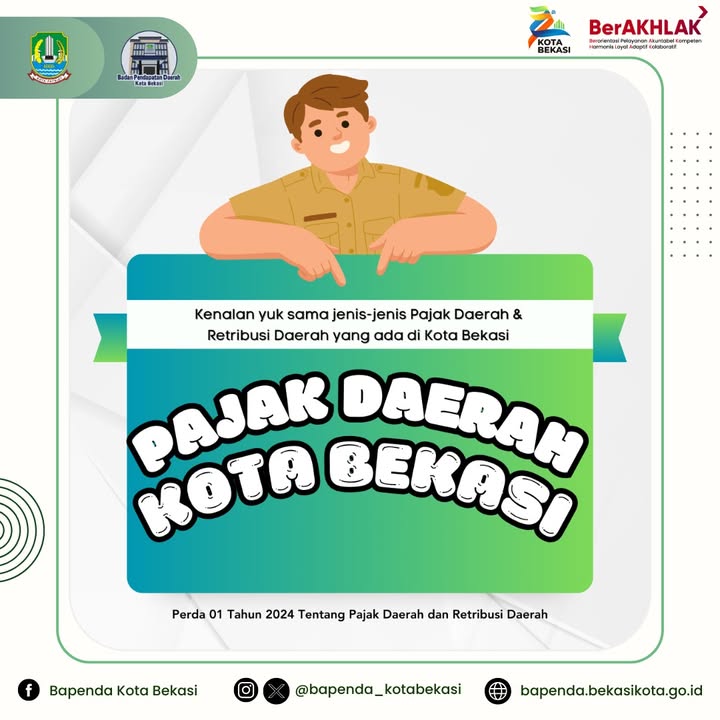 Badan Pendapatan Daerah
Kota Bekasi
KOTA
BEKASI
BerAKHLAK
Berorientasi Pelayanan Akuntabel Kompeten
Harmonis Loyal Adaptif Kolaboratif
Kenalan yuk sama jenis-jenis Pajak Daerah &
Retribusi Daerah yang ada di Kota Bekasi
PAJAK DAERAH
KOTA BEKASI
Perda 01 Tahun 2024 Tentang Pajak Daerah dan Retribusi Daerah
Bapenda Kota Bekasi
@bapenda_kotabekasi
bapenda.bekasikota.go.id